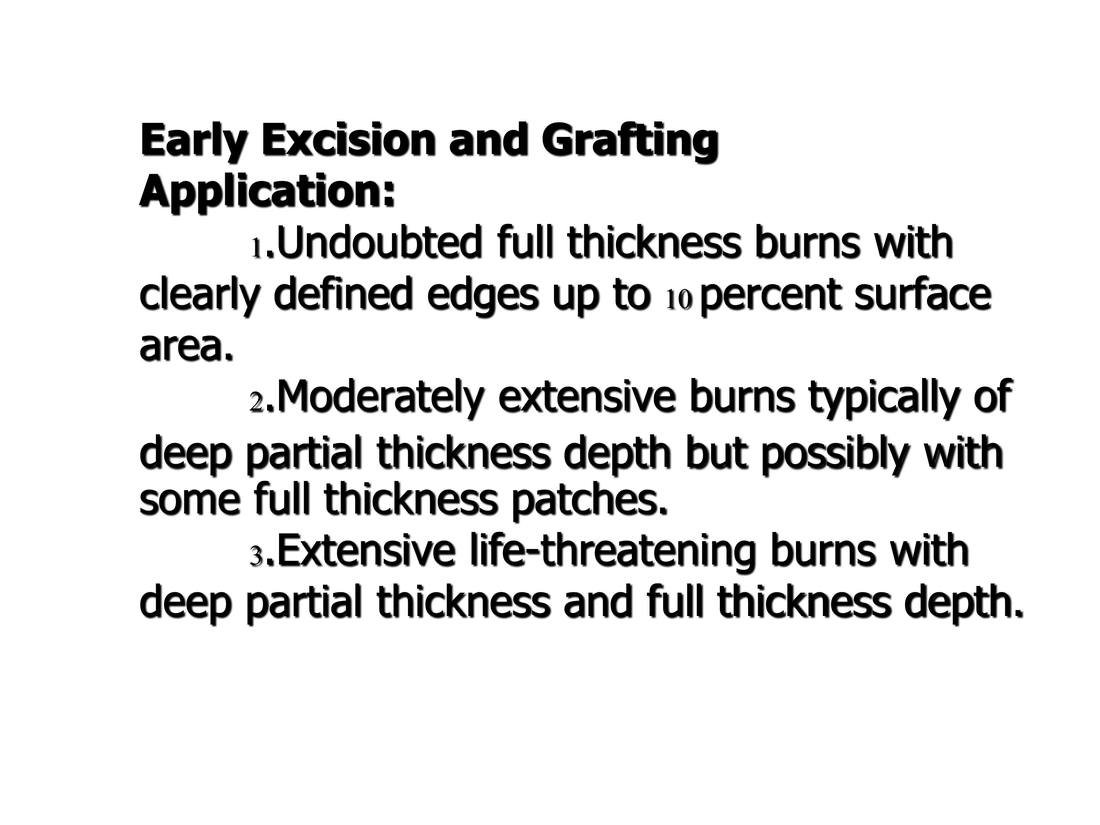 Early Excision and Grafting
Application:
1.Undoubted full thickness burns with
clearly defined edges up to 10 percent surface
area.
2.Moderately extensive burns typically of
deep partial thickness depth but possibly with
some full thickness patches.
3.Extensive life-threatening burns with
deep partial thickness and full thickness depth.